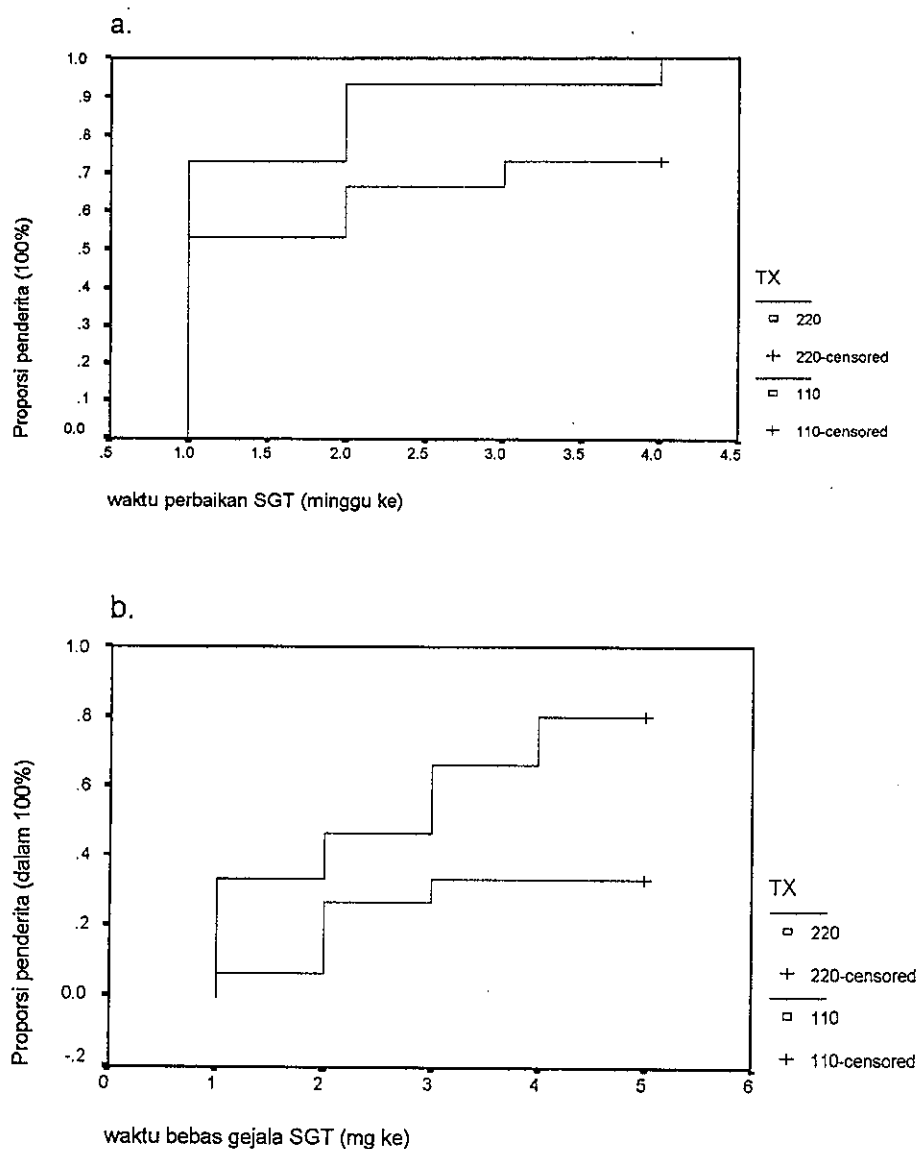 a.
1.0
.9
.8
.7
.6
.5
.4
.3
.2
.1
0.0
Proporsi penderita (100%)
.5 1.0 1.5 2.0 2.5 3.0 3.5 4.0 4.5
waktu perbaikan SGT (minggu ke)
TX
220
220-censored
110
110-censored
b.
1.0
.8
.6
.4
.2
0.0
-.2
Proporsi penderita (dalam 100%)
0 1 2 3 4 5 6
waktu bebas gejala SGT (mg ke)
TX
220
220-censored
110
110-censored